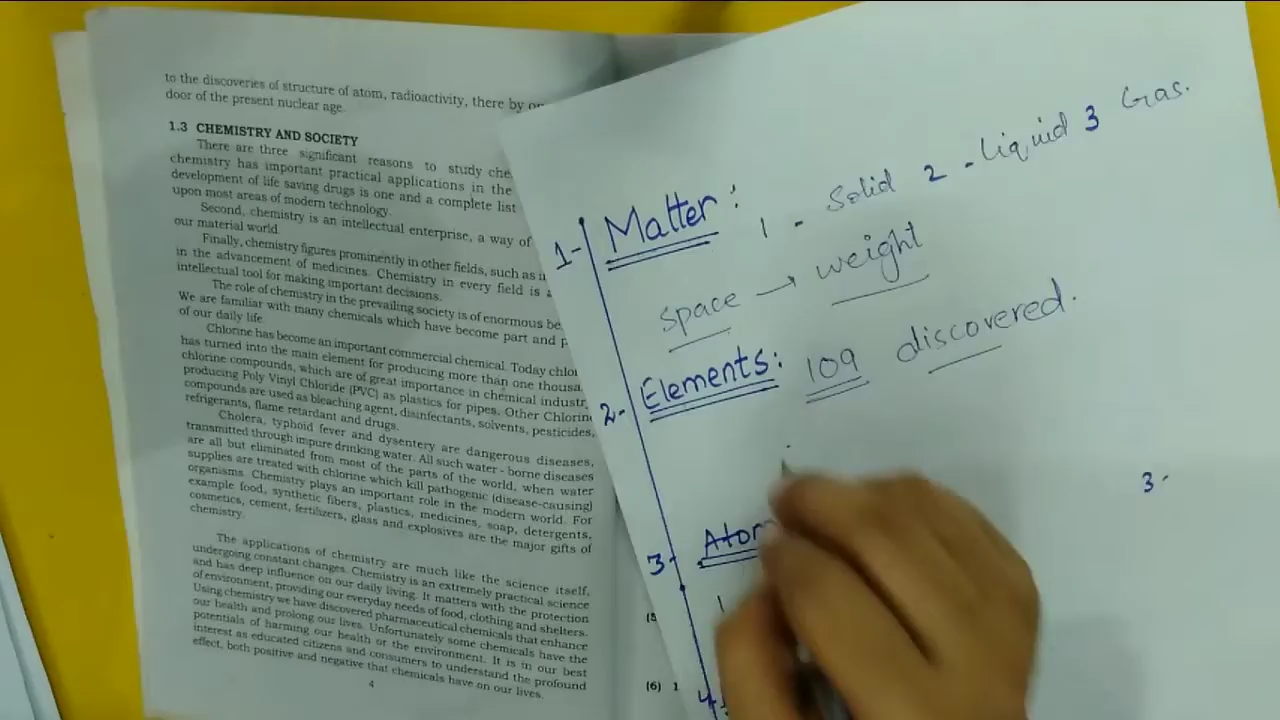 to the discoveries of structure of atom, radioactivity, there by
door of the present nuclear age.
1.3 CHEMISTRY AND SOCIETY
There are three significant reasons to study
chemistry has important practical applications in the
development of life saving drugs is one and a complete list
upon most areas of modern technology.
Second, chemistry is an intellectual enterprise, a way of
our material world.
Finally, chemistry figures prominently in other fields, such as
in the advancement of medicines. Chemistry in every field is
intellectual tool for making important decisions.
The role of chemistry in the prevailing society is of enormous
We are familiar with many chemicals which have become part and
of our daily life
Chlorine has become an important commercial chemical. Today
has turned into the main element for producing more than one
chlorine compounds, which are of great importance in chemical
producing Poly Vinyl Chloride (PVC) as plastics for pipes. Other
compounds are used as bleaching agent, disinfectants, solvents, pesticides,
refrigerants, flame retardant and drugs.
Cholera, typhoid fever and dysentery are dangerous diseases,
transmitted through impure drinking water. All such water - borne diseases
are all but eliminated from most of the parts of the world, when water
supplies are treated with chlorine which kill pathogenic (disease-causing)
organisms. Chemistry plays an important role in the modern world. For
example food, synthetic fibers, plastics, medicines, soap, detergents,
cosmetics, cement, fertilizers, glass and explosives are the major gifts of
chemistry.
The applications of chemistry are much like the science itself,
undergoing constant changes. Chemistry is an extremely practical science
and has deep influence on our daily living. It matters with the protection
of environment, providing our everyday needs of food, clothing and shelters.
Using chemistry we have discovered pharmaceutical chemicals that enhance
our health and prolong our lives. Unfortunately some chemicals have the
potentials of harming our health or the environment. It is in our best
interest as educated citizens and consumers to understand the profound
effect, both positive and negative that chemicals have on our lives.
4
(6) 1
1- Matter: 1 - Solid 2 - Liquid 3 Gas.
space → weight
2- Elements: 109 discovered.
3-
3- Atom